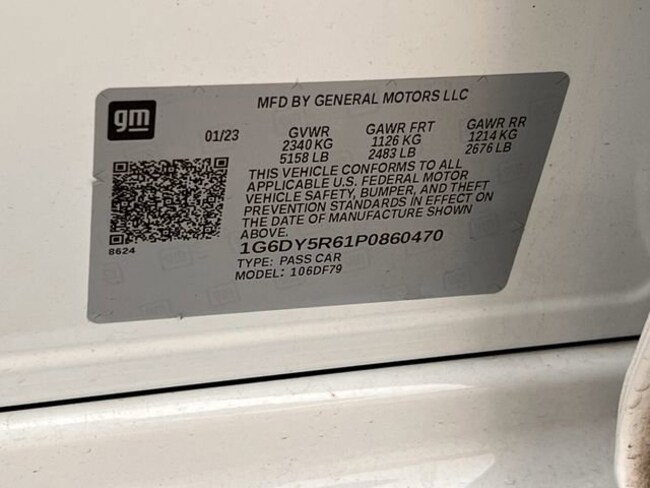 gm
MFD BY GENERAL MOTORS LLC
01/23 GVWR GAWR FRT GAWR RR
2340 KG 1126 KG 1214 KG
5158 LB 2483 LB 2676 LB
THIS VEHICLE CONFORMS TO ALL
APPLICABLE U.S. FEDERAL MOTOR
VEHICLE SAFETY, BUMPER, AND THEFT
PREVENTION STANDARDS IN EFFECT ON
THE DATE OF MANUFACTURE SHOWN
ABOVE.
8624
1G6DY5R61P0860470
TYPE: PASS CAR
MODEL: 106DF79